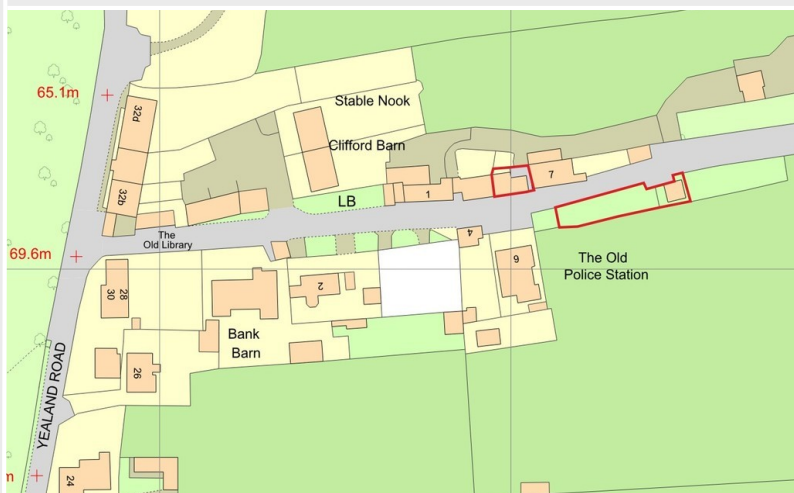 65.1m
32d
Stable Nook
Clifford Barn
32b
LB
1
7
The
Old Library
4
69.6m
6
The Old
Police Station
28
30
2
Bank
Barn
26
YEALAND ROAD
24
m